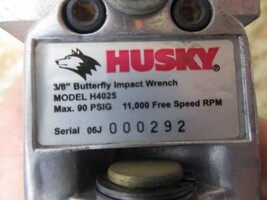 HUSKY
3/8" Butterfly Impact Wrench
MODEL H4025
Max. 90 PSIG 11,000 Free Speed RPM
Serial 06J 000292